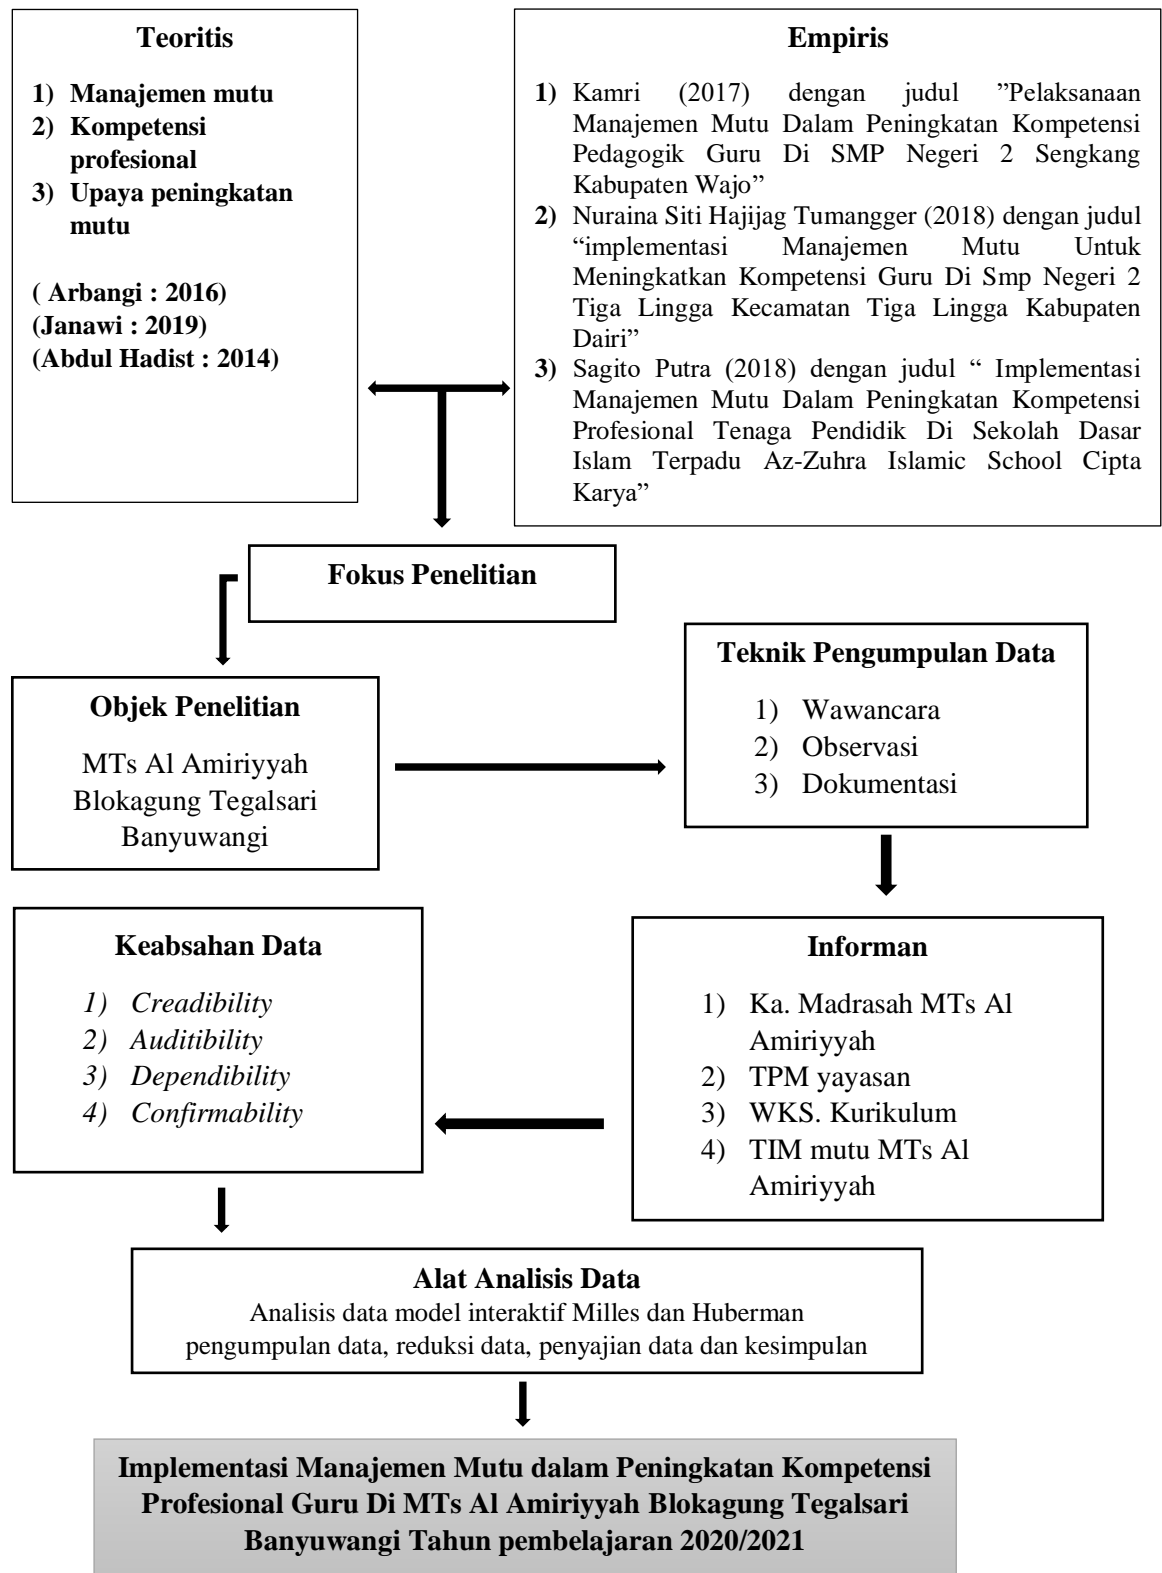 Teoritis
1) Manajemen mutu
2) Kompetensi
profesional
3) Upaya peningkatan
mutu
( Arbangi : 2016)
(Janawi : 2019)
(Abdul Hadist : 2014)
Empiris
1) Kamri (2017) dengan judul ”Pelaksanaan
Manajemen Mutu Dalam Peningkatan Kompetensi
Pedagogik Guru Di SMP Negeri 2 Sengkang
Kabupaten Wajo”
2) Nuraina Siti Hajijag Tumangger (2018) dengan judul
“implementasi Manajemen Mutu Untuk
Meningkatkan Kompetensi Guru Di Smp Negeri 2
Tiga Lingga Kecamatan Tiga Lingga Kabupaten
Dairi”
3) Sagito Putra (2018) dengan judul “ Implementasi
Manajemen Mutu Dalam Peningkatan Kompetensi
Profesional Tenaga Pendidik Di Sekolah Dasar
Islam Terpadu Az-Zuhra Islamic School Cipta
Karya”
Fokus Penelitian
Objek Penelitian
MTs Al Amiriyyah
Blokagung Tegalsari
Banyuwangi
Teknik Pengumpulan Data
1) Wawancara
2) Observasi
3) Dokumentasi
Keabsahan Data
1) Creadibility
2) Auditibility
3) Dependibility
4) Confirmability
Informan
1) Ka. Madrasah MTs Al
Amiriyyah
2) TPM yayasan
3) WKS. Kurikulum
4) TIM mutu MTs Al
Amiriyyah
Alat Analisis Data
Analisis data model interaktif Milles dan Huberman
pengumpulan data, reduksi data, penyajian data dan kesimpulan
Implementasi Manajemen Mutu dalam Peningkatan Kompetensi
Profesional Guru Di MTs Al Amiriyyah Blokagung Tegalsari
Banyuwangi Tahun pembelajaran 2020/2021